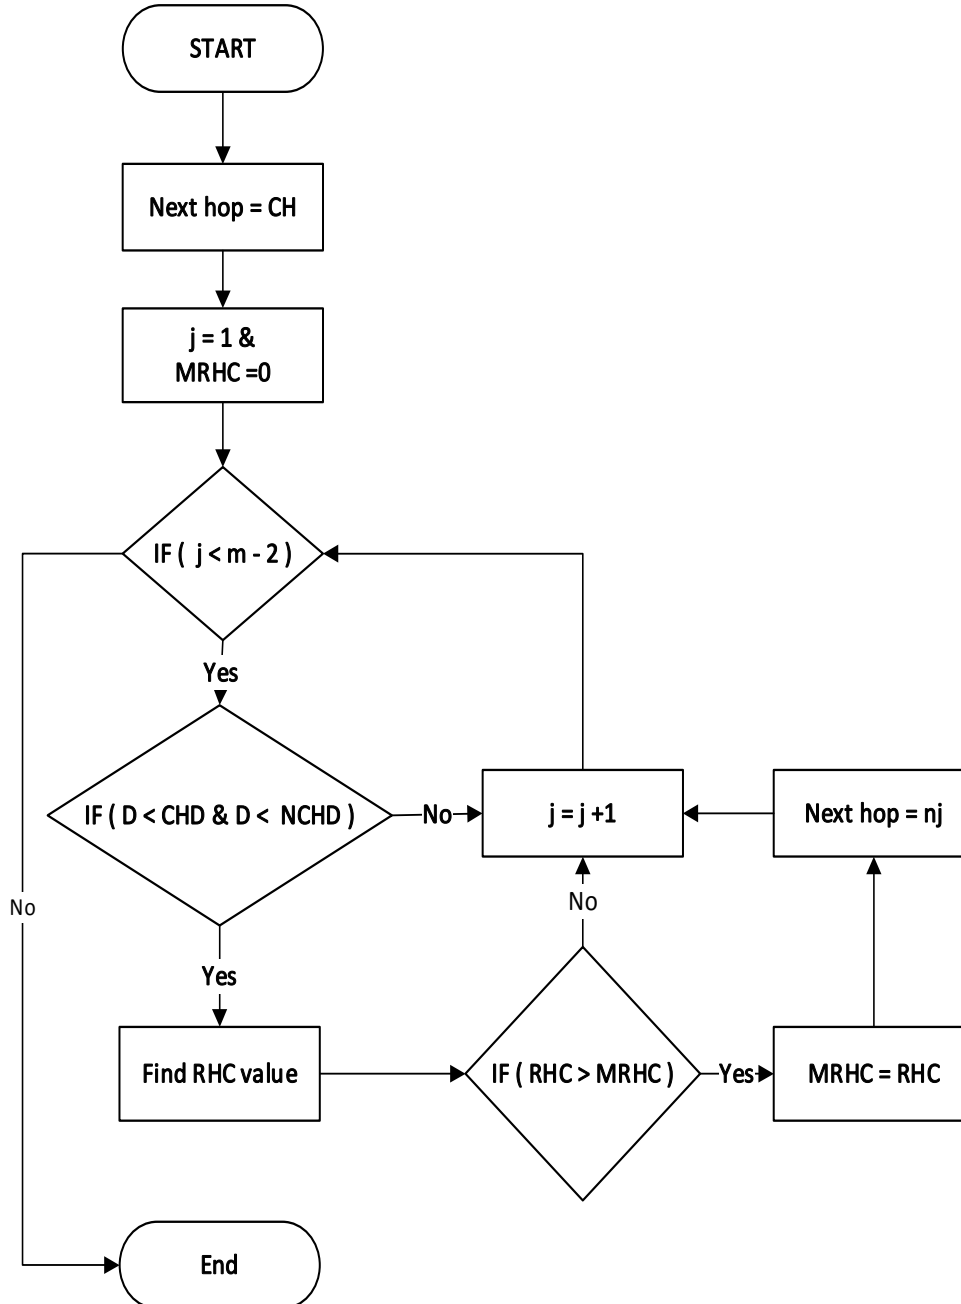 START
Next hop = CH
j = 1 &
MRHC =0
IF ( j < m - 2 )
Yes
IF ( D < CHD & D < NCHD )
No
j = j +1
Next hop = nj
No
No
Yes
Find RHC value
IF ( RHC > MRHC )
Yes
MRHC = RHC
End